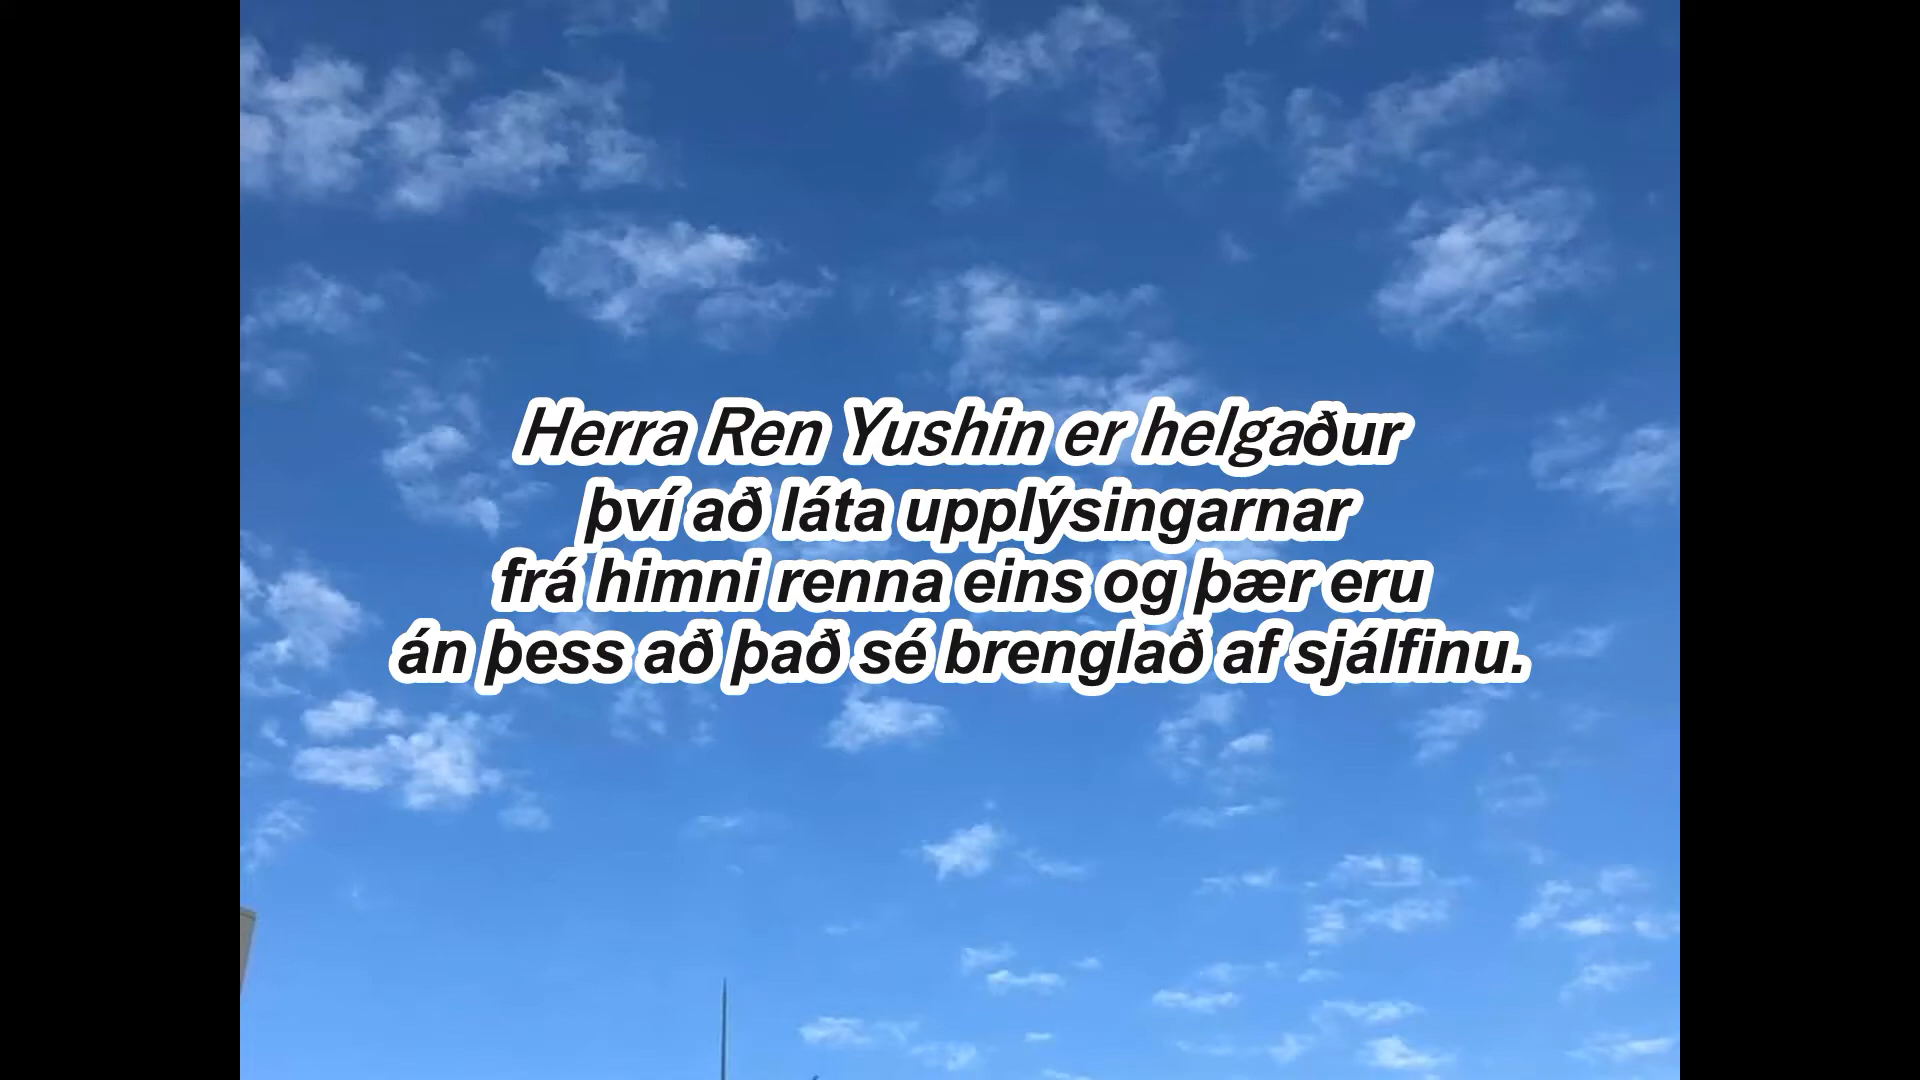 Herra Ren Yushin er helgaður
því að láta upplýsingarnar
frá himni renna eins og þær eru
án þess að það sé brenglað af sjálfinu.